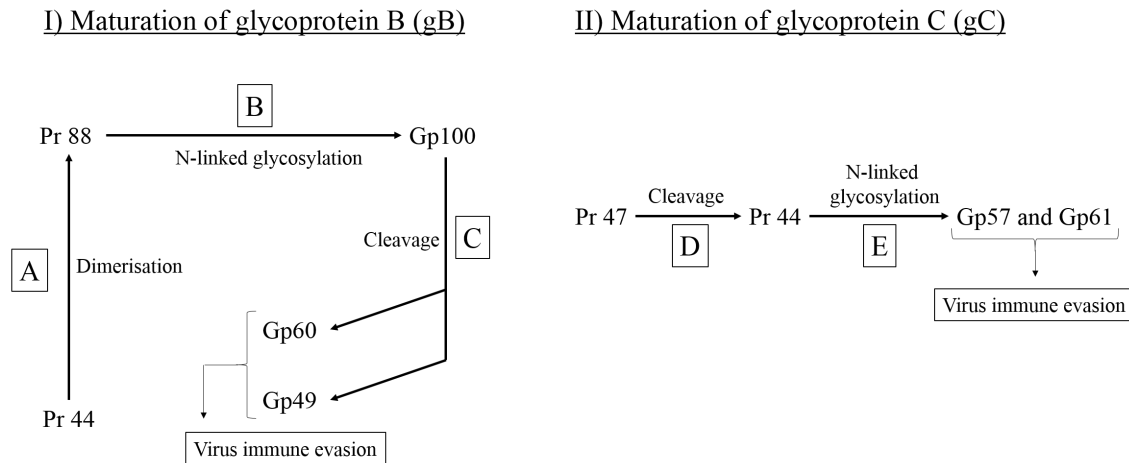 I) Maturation of glycoprotein B (gB)
B
Pr 88
Gp100
N-linked glycosylation
A
Dimerisation
Cleavage
C
Gp60
Gp49
Pr 44
Virus immune evasion
II) Maturation of glycoprotein C (gC)
Pr 47
Cleavage
D
Pr 44
N-linked
glycosylation
E
Gp57 and Gp61
Virus immune evasion